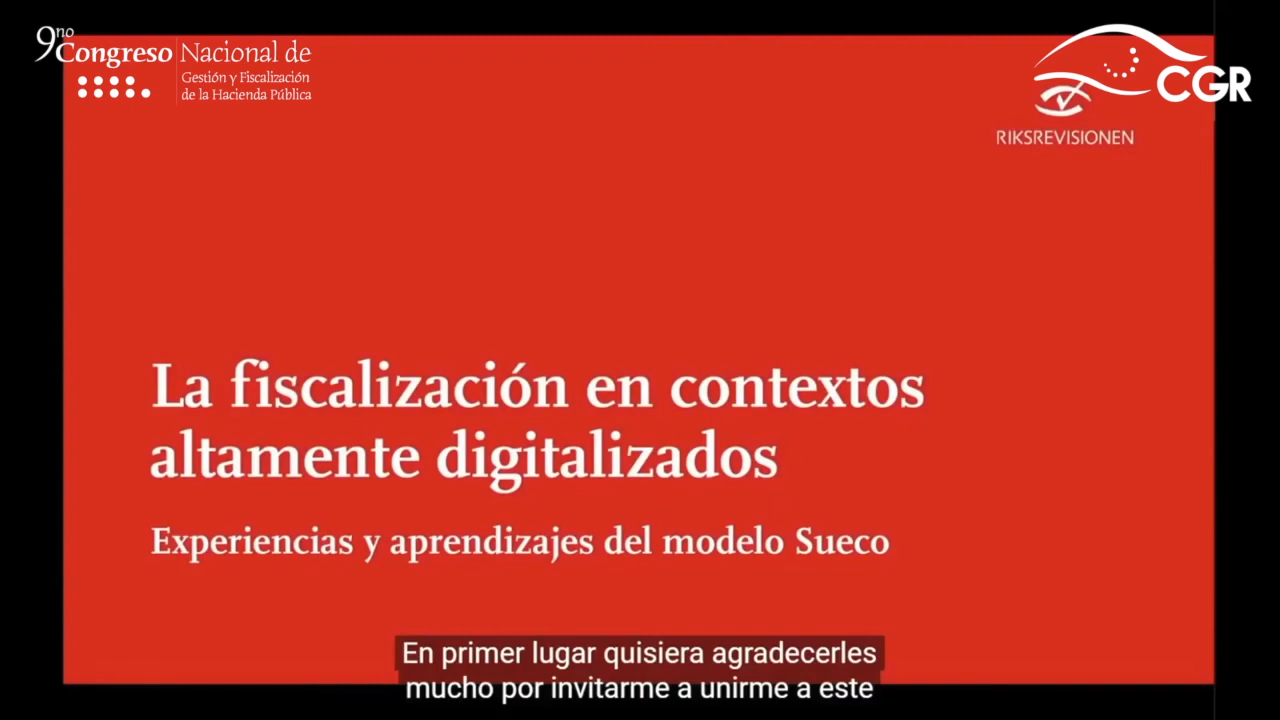 9no Congreso Nacional de
Gestión y Fiscalización
de la Hacienda Pública
CGR
RIKSREVISIONEN
La fiscalización en contextos
altamente digitalizados
Experiencias y aprendizajes del modelo Sueco
En primer lugar quisiera agradecerles
mucho por invitarme a unirme a este